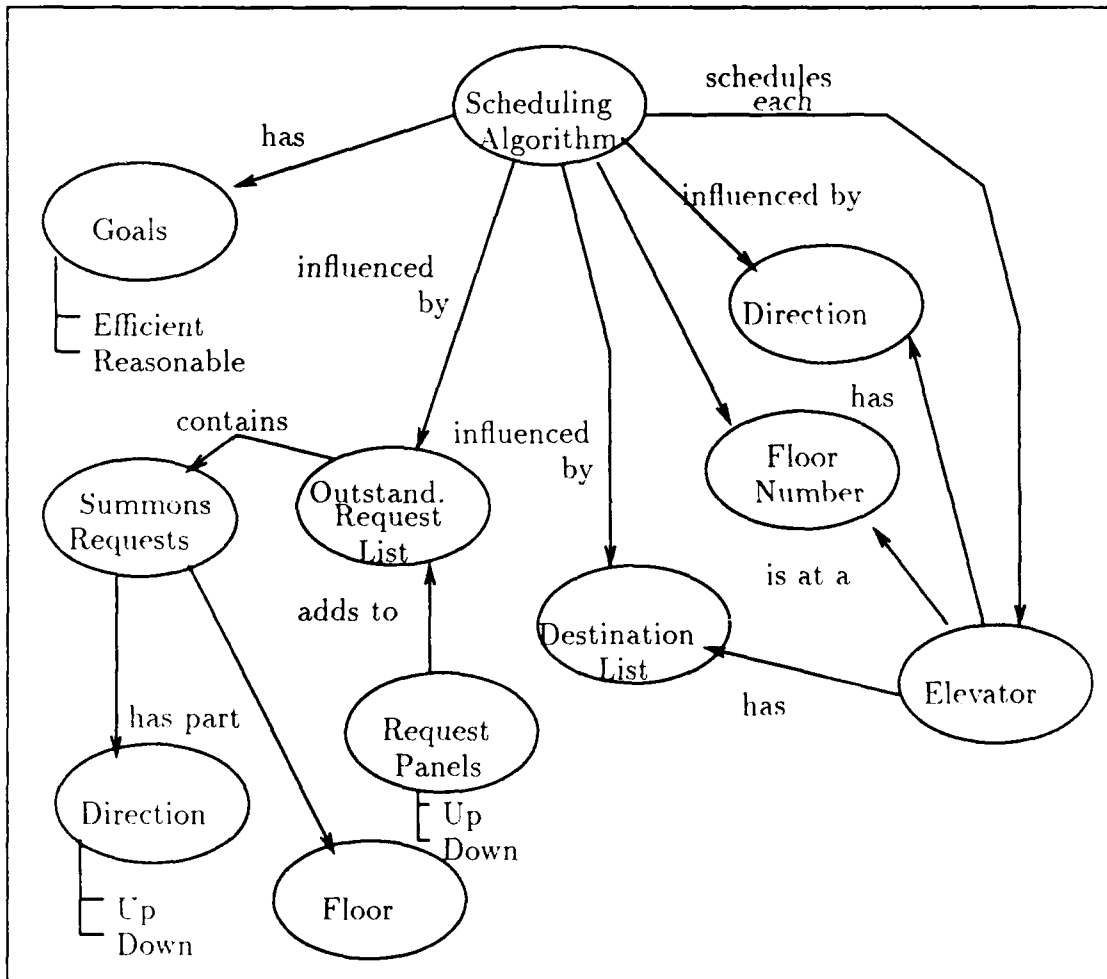 schedules
each
Scheduling
Algorithm
has
influenced by
Goals
influenced
by
Direction
Efficient
Reasonable
has
contains
influenced
by
Floor
Number
Summons
Requests
Outstand.
Request
List
is at a
adds to
Destination
List
Elevator
has
has part
Request
Panels
Direction
Up
Down
Up
Down
Floor